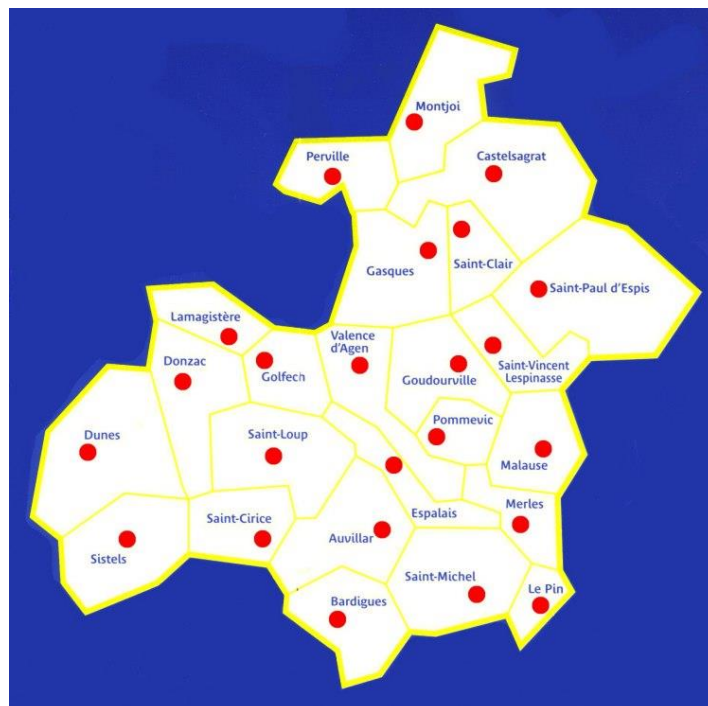 Montjoi
Perville
Castelsagrat
Gasques
Saint-Clair
Saint-Paul d'Espis
Lamagistère
Valence
d'Agen
Donzac
Golfech
Goudourville
Saint-Vincent
Lespinasse
Dunes
Saint-Loup
Pommevic
Malause
Saint-Cirice
Espalais
Merles
Auvillar
Sistels
Saint-Michel
Le Pin
Bardigues